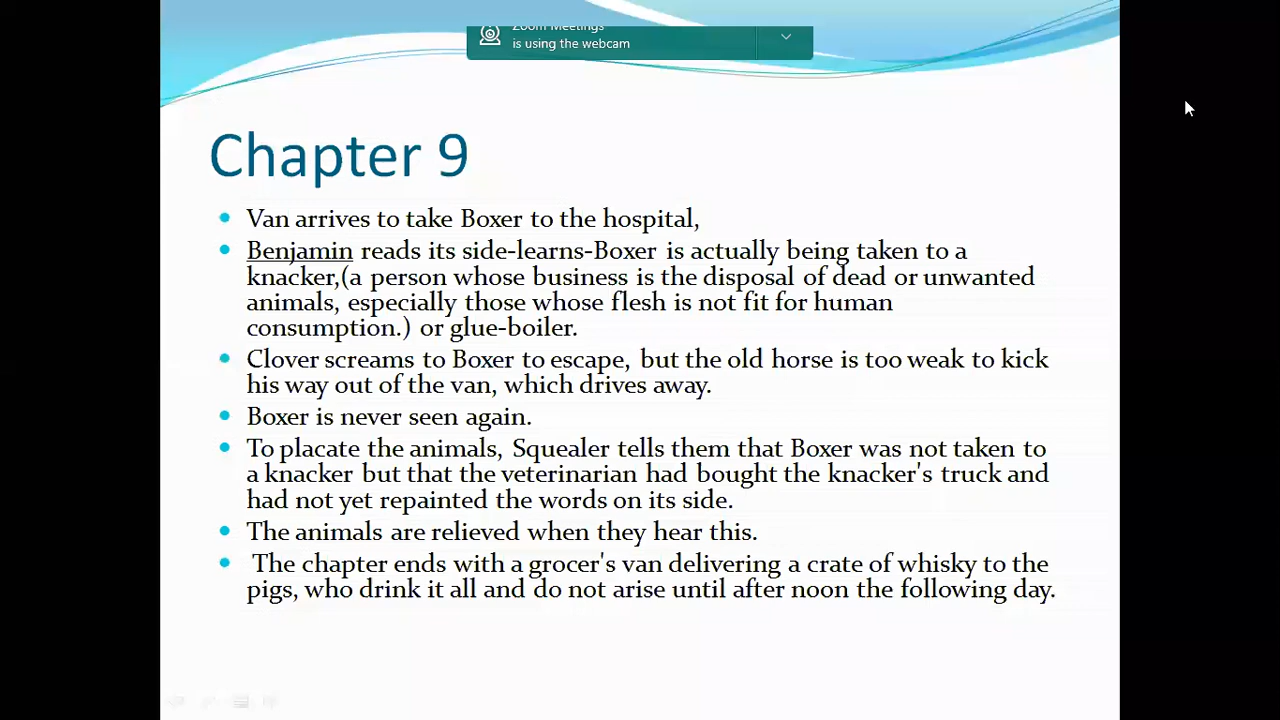 Zoom Meetings
is using the webcam
Chapter 9
• Van arrives to take Boxer to the hospital,
• Benjamin reads its side-learns-Boxer is actually being taken to a
knacker,(a person whose business is the disposal of dead or unwanted
animals, especially those whose flesh is not fit for human
consumption.) or glue-boiler.
• Clover screams to Boxer to escape, but the old horse is too weak to kick
his way out of the van, which drives away.
• Boxer is never seen again.
• To placate the animals, Squealer tells them that Boxer was not taken to
a knacker but that the veterinarian had bought the knacker's truck and
had not yet repainted the words on its side.
• The animals are relieved when they hear this.
• The chapter ends with a grocer's van delivering a crate of whisky to the
pigs, who drink it all and do not arise until after noon the following day.